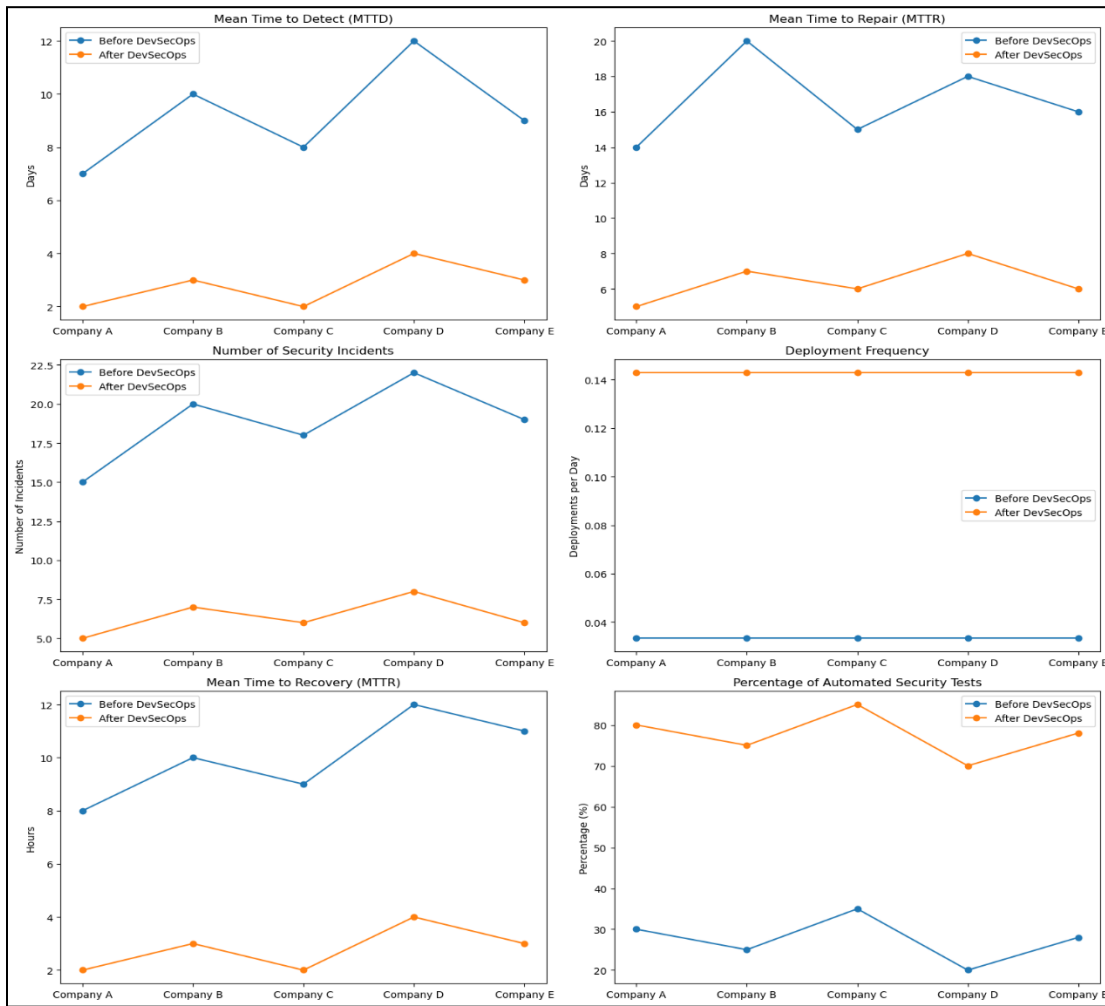 Mean Time to Detect (MTTD)
12
10
8
6
4
2
Days
Before DevSecOps
After DevSecOps
Company A
Company B
Company C
Company D
Company E
Mean Time to Repair (MTTR)
20
18
16
14
12
10
8
6
Days
Before DevSecOps
After DevSecOps
Company A
Company B
Company C
Company D
Company E
Number of Security Incidents
22.5
20.0
17.5
15.0
12.5
10.0
7.5
5.0
Number of Incidents
Before DevSecOps
After DevSecOps
Company A
Company B
Company C
Company D
Company E
Deployment Frequency
0.14
0.12
0.10
0.08
0.06
0.04
Deployments per Day
Before DevSecOps
After DevSecOps
Company A
Company B
Company C
Company D
Company E
Mean Time to Recovery (MTTR)
12
10
8
6
4
2
Hours
Before DevSecOps
After DevSecOps
Company A
Company B
Company C
Company D
Company E
Percentage of Automated Security Tests
80
70
60
50
40
30
20
Percentage (%)
Before DevSecOps
After DevSecOps
Company A
Company B
Company C
Company D
Company E